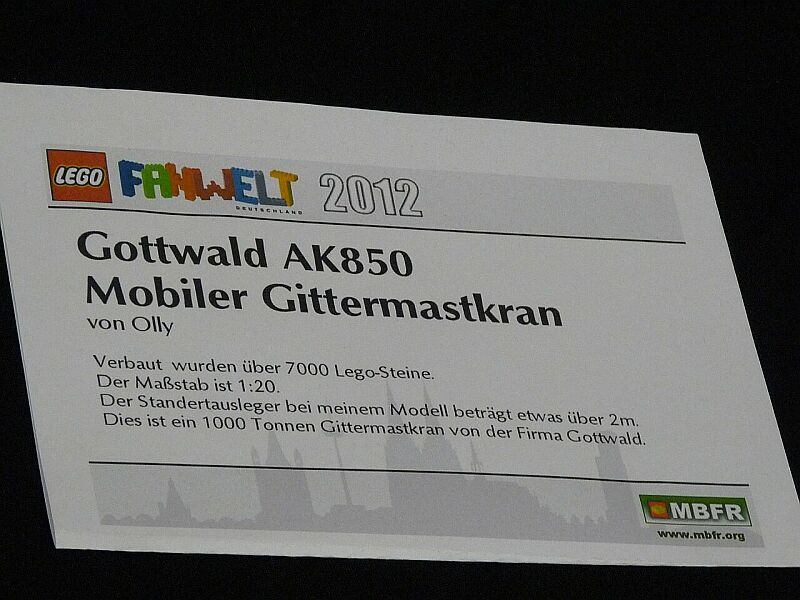 LEGO FANWELT 2012
DEUTSCHLAND
Gottwald AK850
Mobiler Gittermastkran
von Olly
Verbaut wurden über 7000 Lego-Steine.
Der Maßstab ist 1:20.
Der Standertausleger bei meinem Modell beträgt etwas über 2m.
Dies ist ein 1000 Tonnen Gittermastkran von der Firma Gottwald.
MBFR
www.mbfr.org